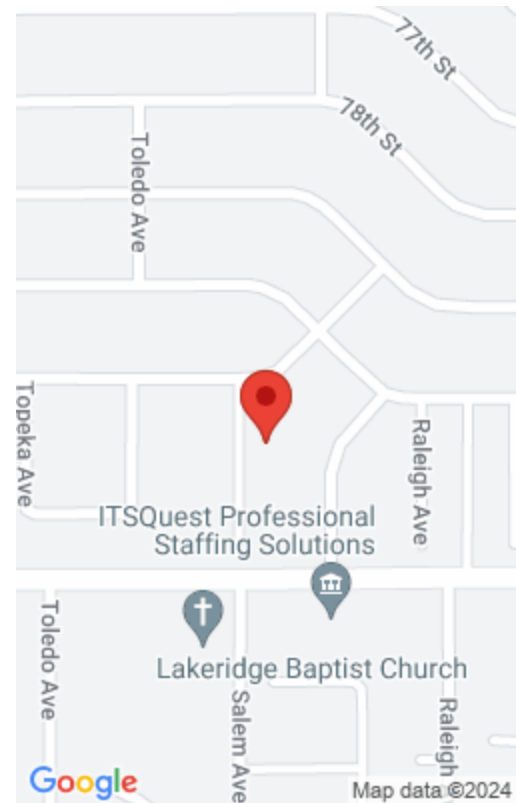 77th St
78th St
Toledo Ave
Topeka Ave
Raleigh Ave
ITSQuest Professional
Staffing Solutions
Toledo Ave
Lakeridge Baptist Church
Salem Ave
Raleigh
Google
Map data ©2024